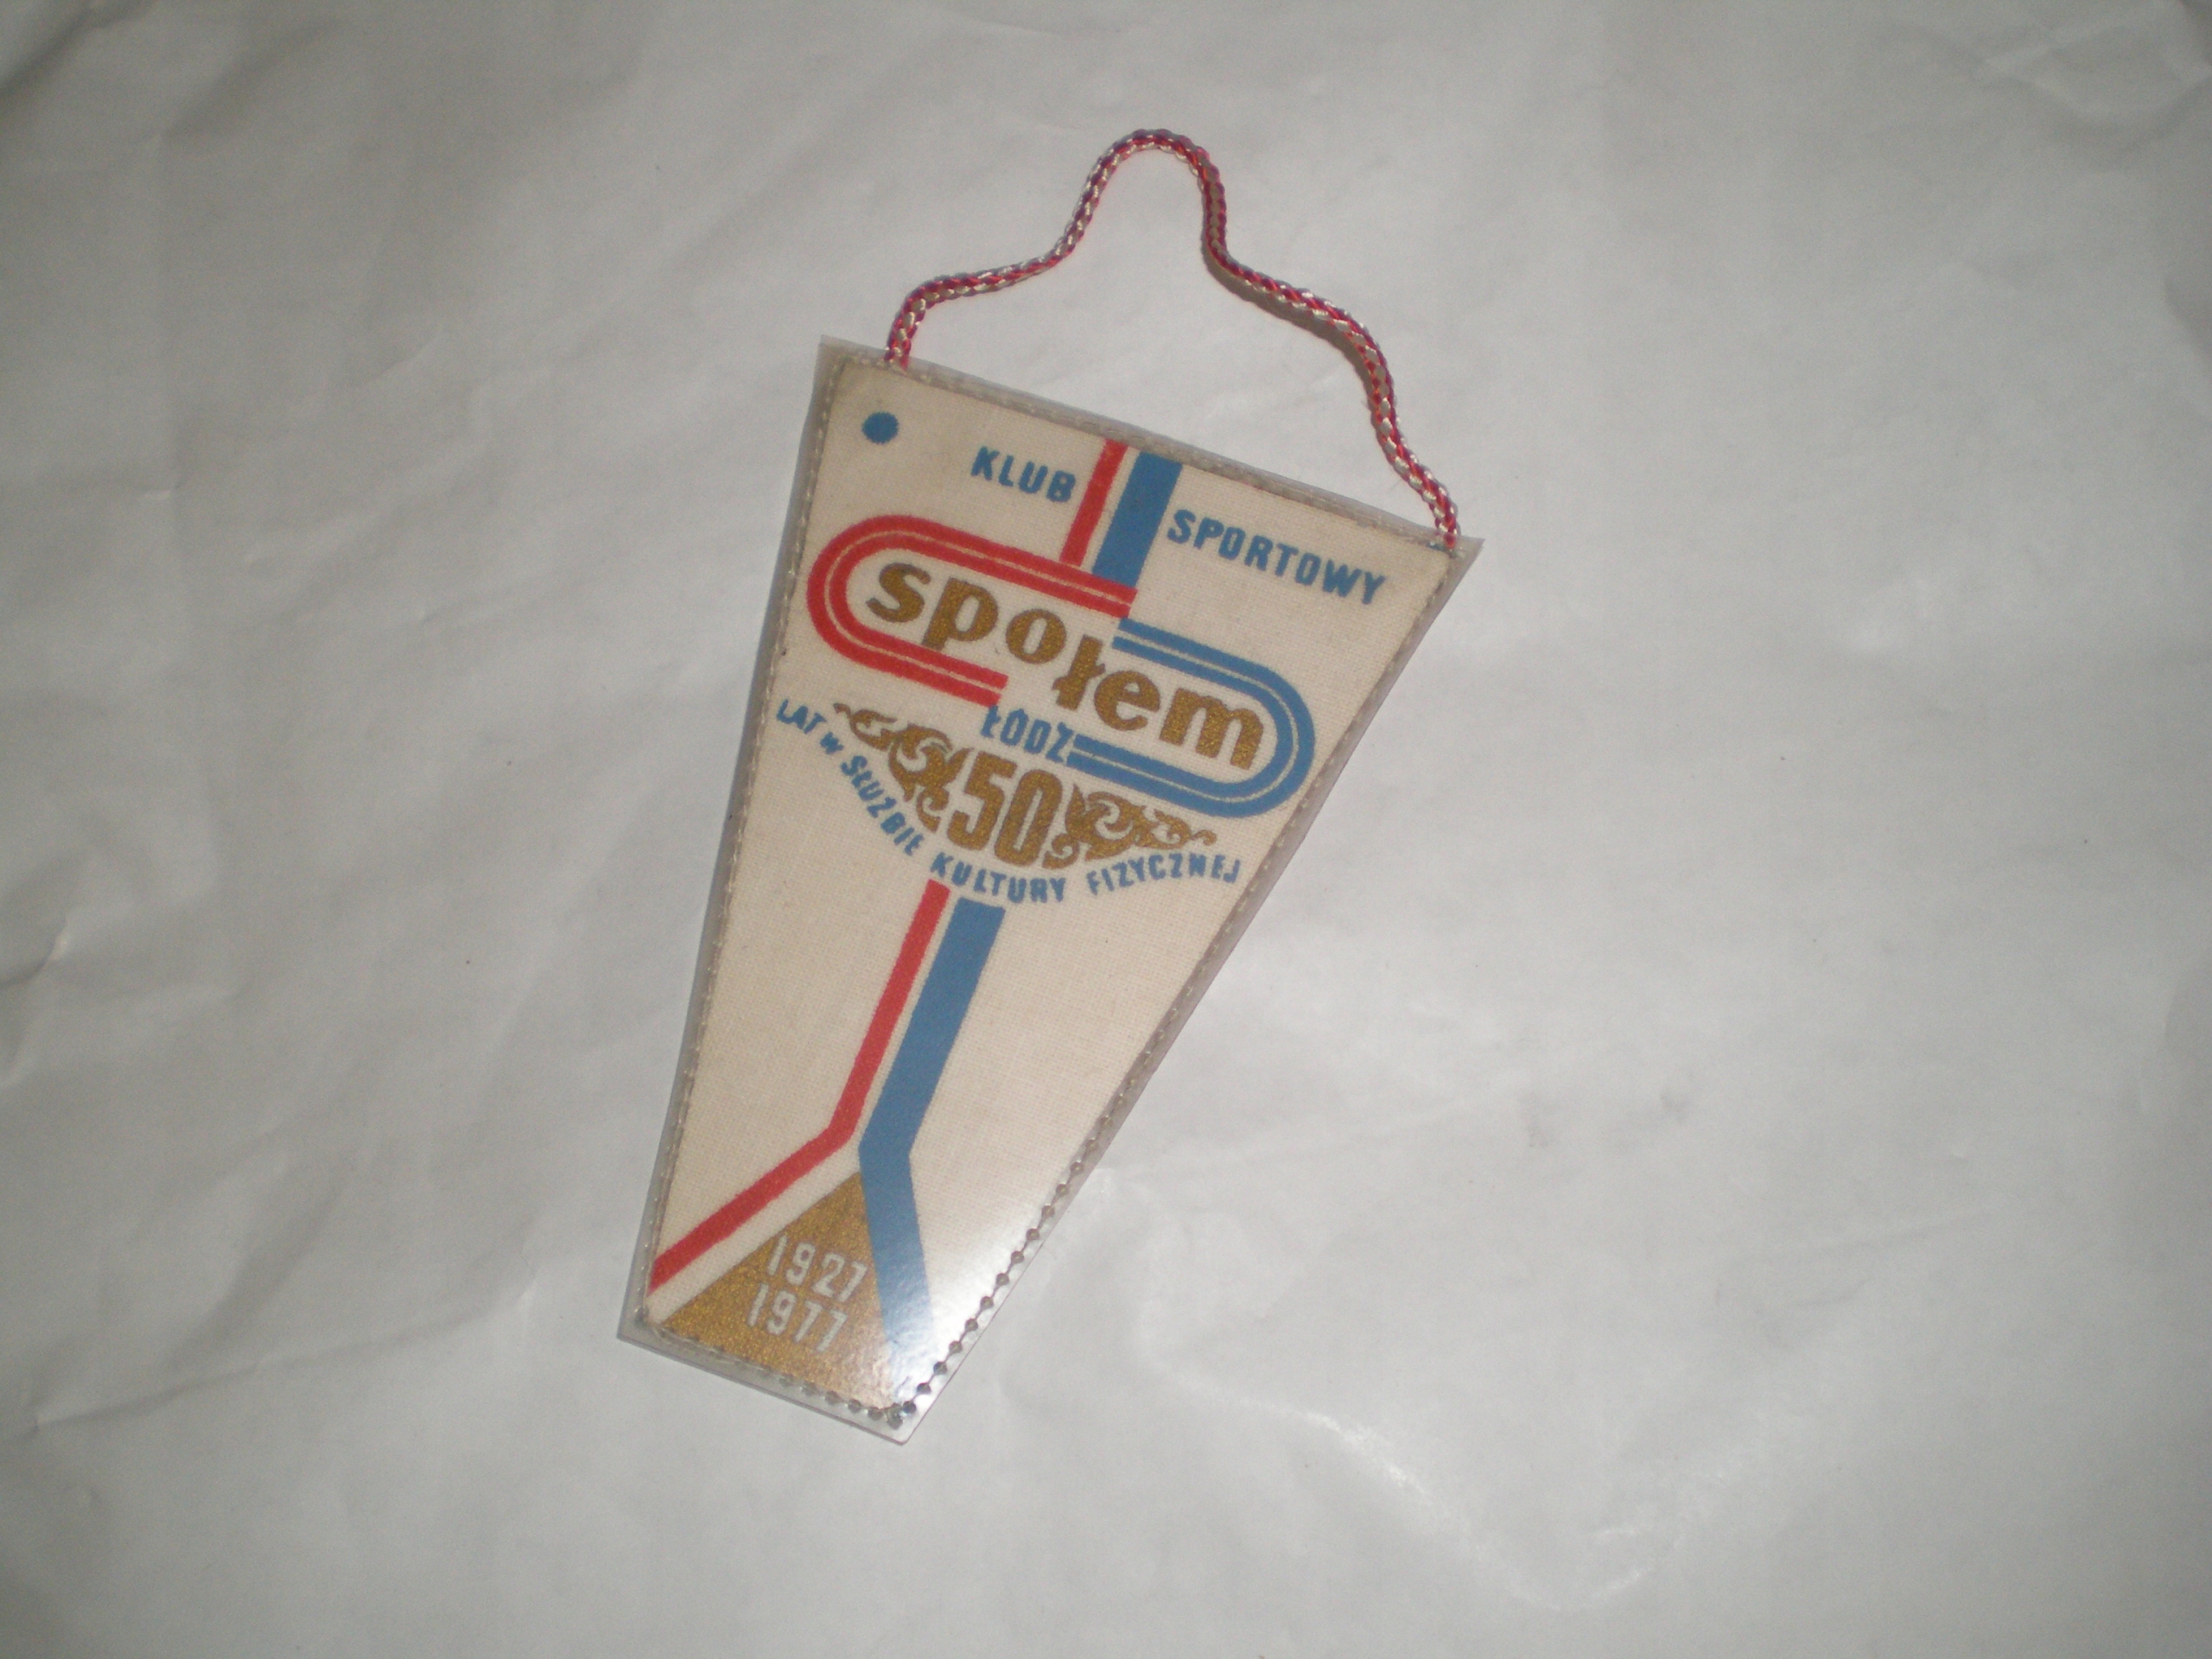 KLUB SPORTOWY
społem
ŁÓDŹ
50
LAT W SŁUŻBIE KULTURY FIZYCZNEJ
1927
1977